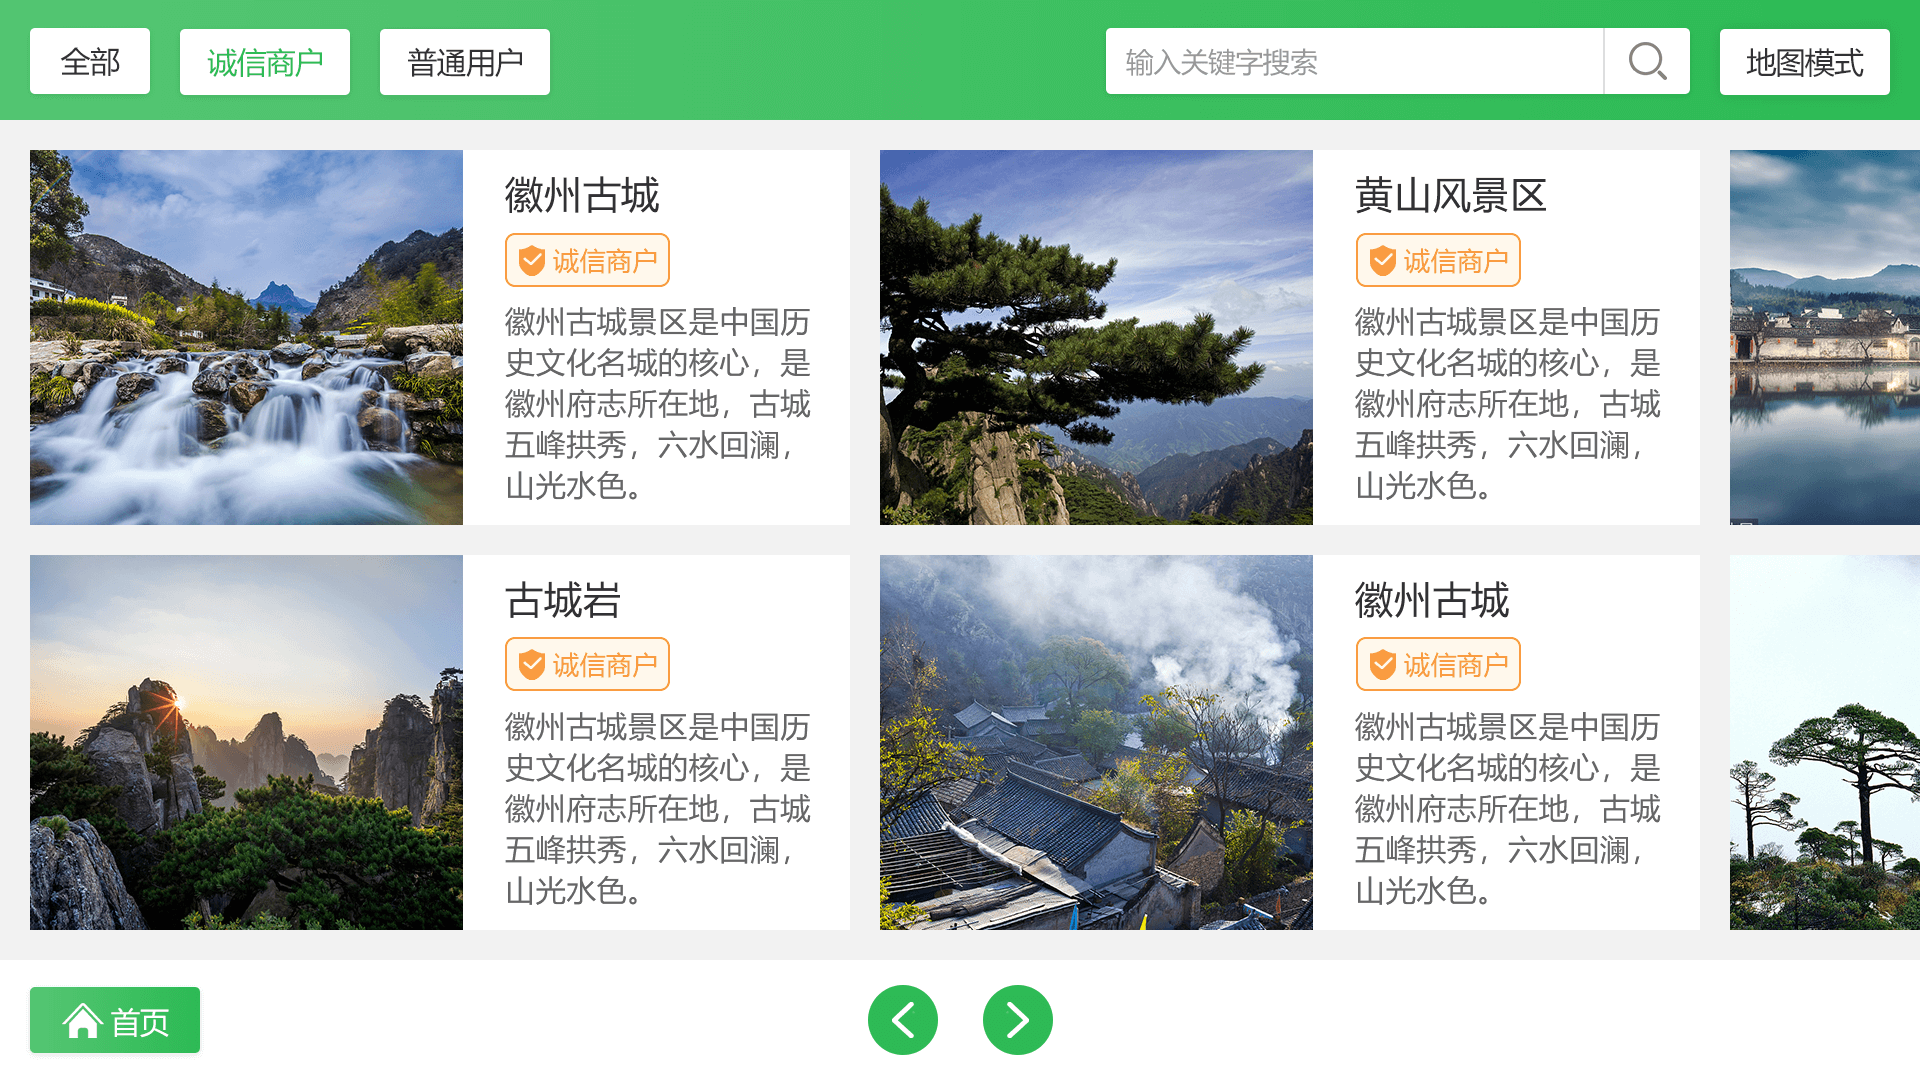 全部
诚信商户
普通用户
输入关键字搜索
地图模式
徽州古城
诚信商户
徽州古城景区是中国历
史文化名城的核心，是
徽州府志所在地，古城
五峰拱秀，六水回澜，
山光水色。
黄山风景区
诚信商户
徽州古城景区是中国历
史文化名城的核心，是
徽州府志所在地，古城
五峰拱秀，六水回澜，
山光水色。
古城岩
诚信商户
徽州古城景区是中国历
史文化名城的核心，是
徽州府志所在地，古城
五峰拱秀，六水回澜，
山光水色。
徽州古城
诚信商户
徽州古城景区是中国历
史文化名城的核心，是
徽州府志所在地，古城
五峰拱秀，六水回澜，
山光水色。
首页